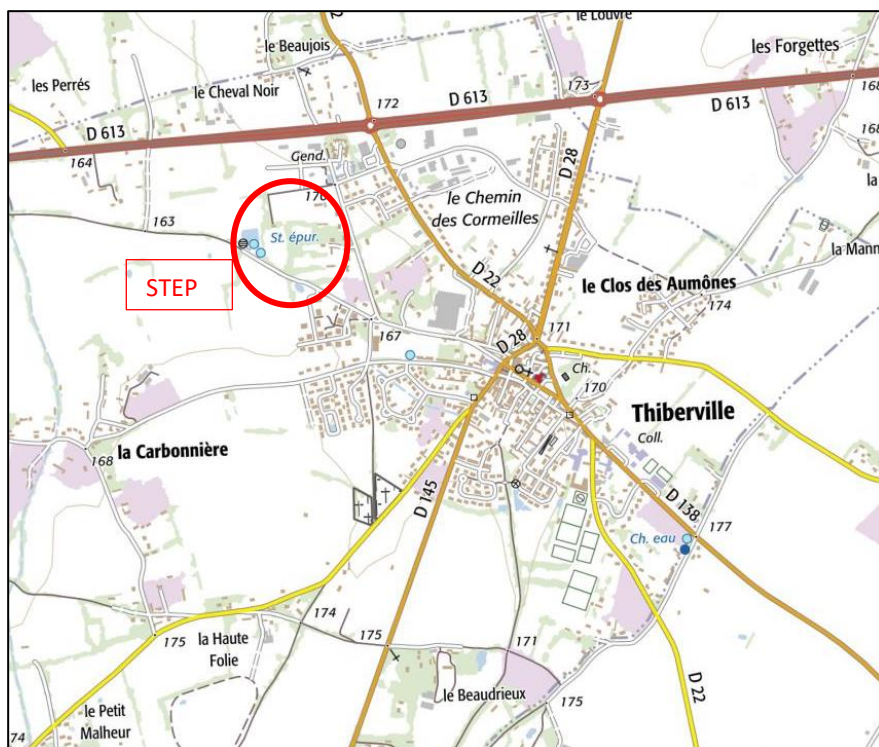 le Louvre
le Beaujois
les Forgettes
les Perrés
le Cheval Noir
172
173
168
D 613
D 613
D 613
164
Gend.
D 28
168
170
le Chemin
des Cormeilles
la
163
St. épur.
la Mann
STEP
D 22
le Clos des Aumônes
174
167
171
D 28
Ch.
170
Thiberville
Coll.
la Carbonnière
168
D 145
D 138
177
Ch. eau
174
175
la Haute
Folie
175
171
D 22
le Beaudrieux
175
le Petit
Malheur
74